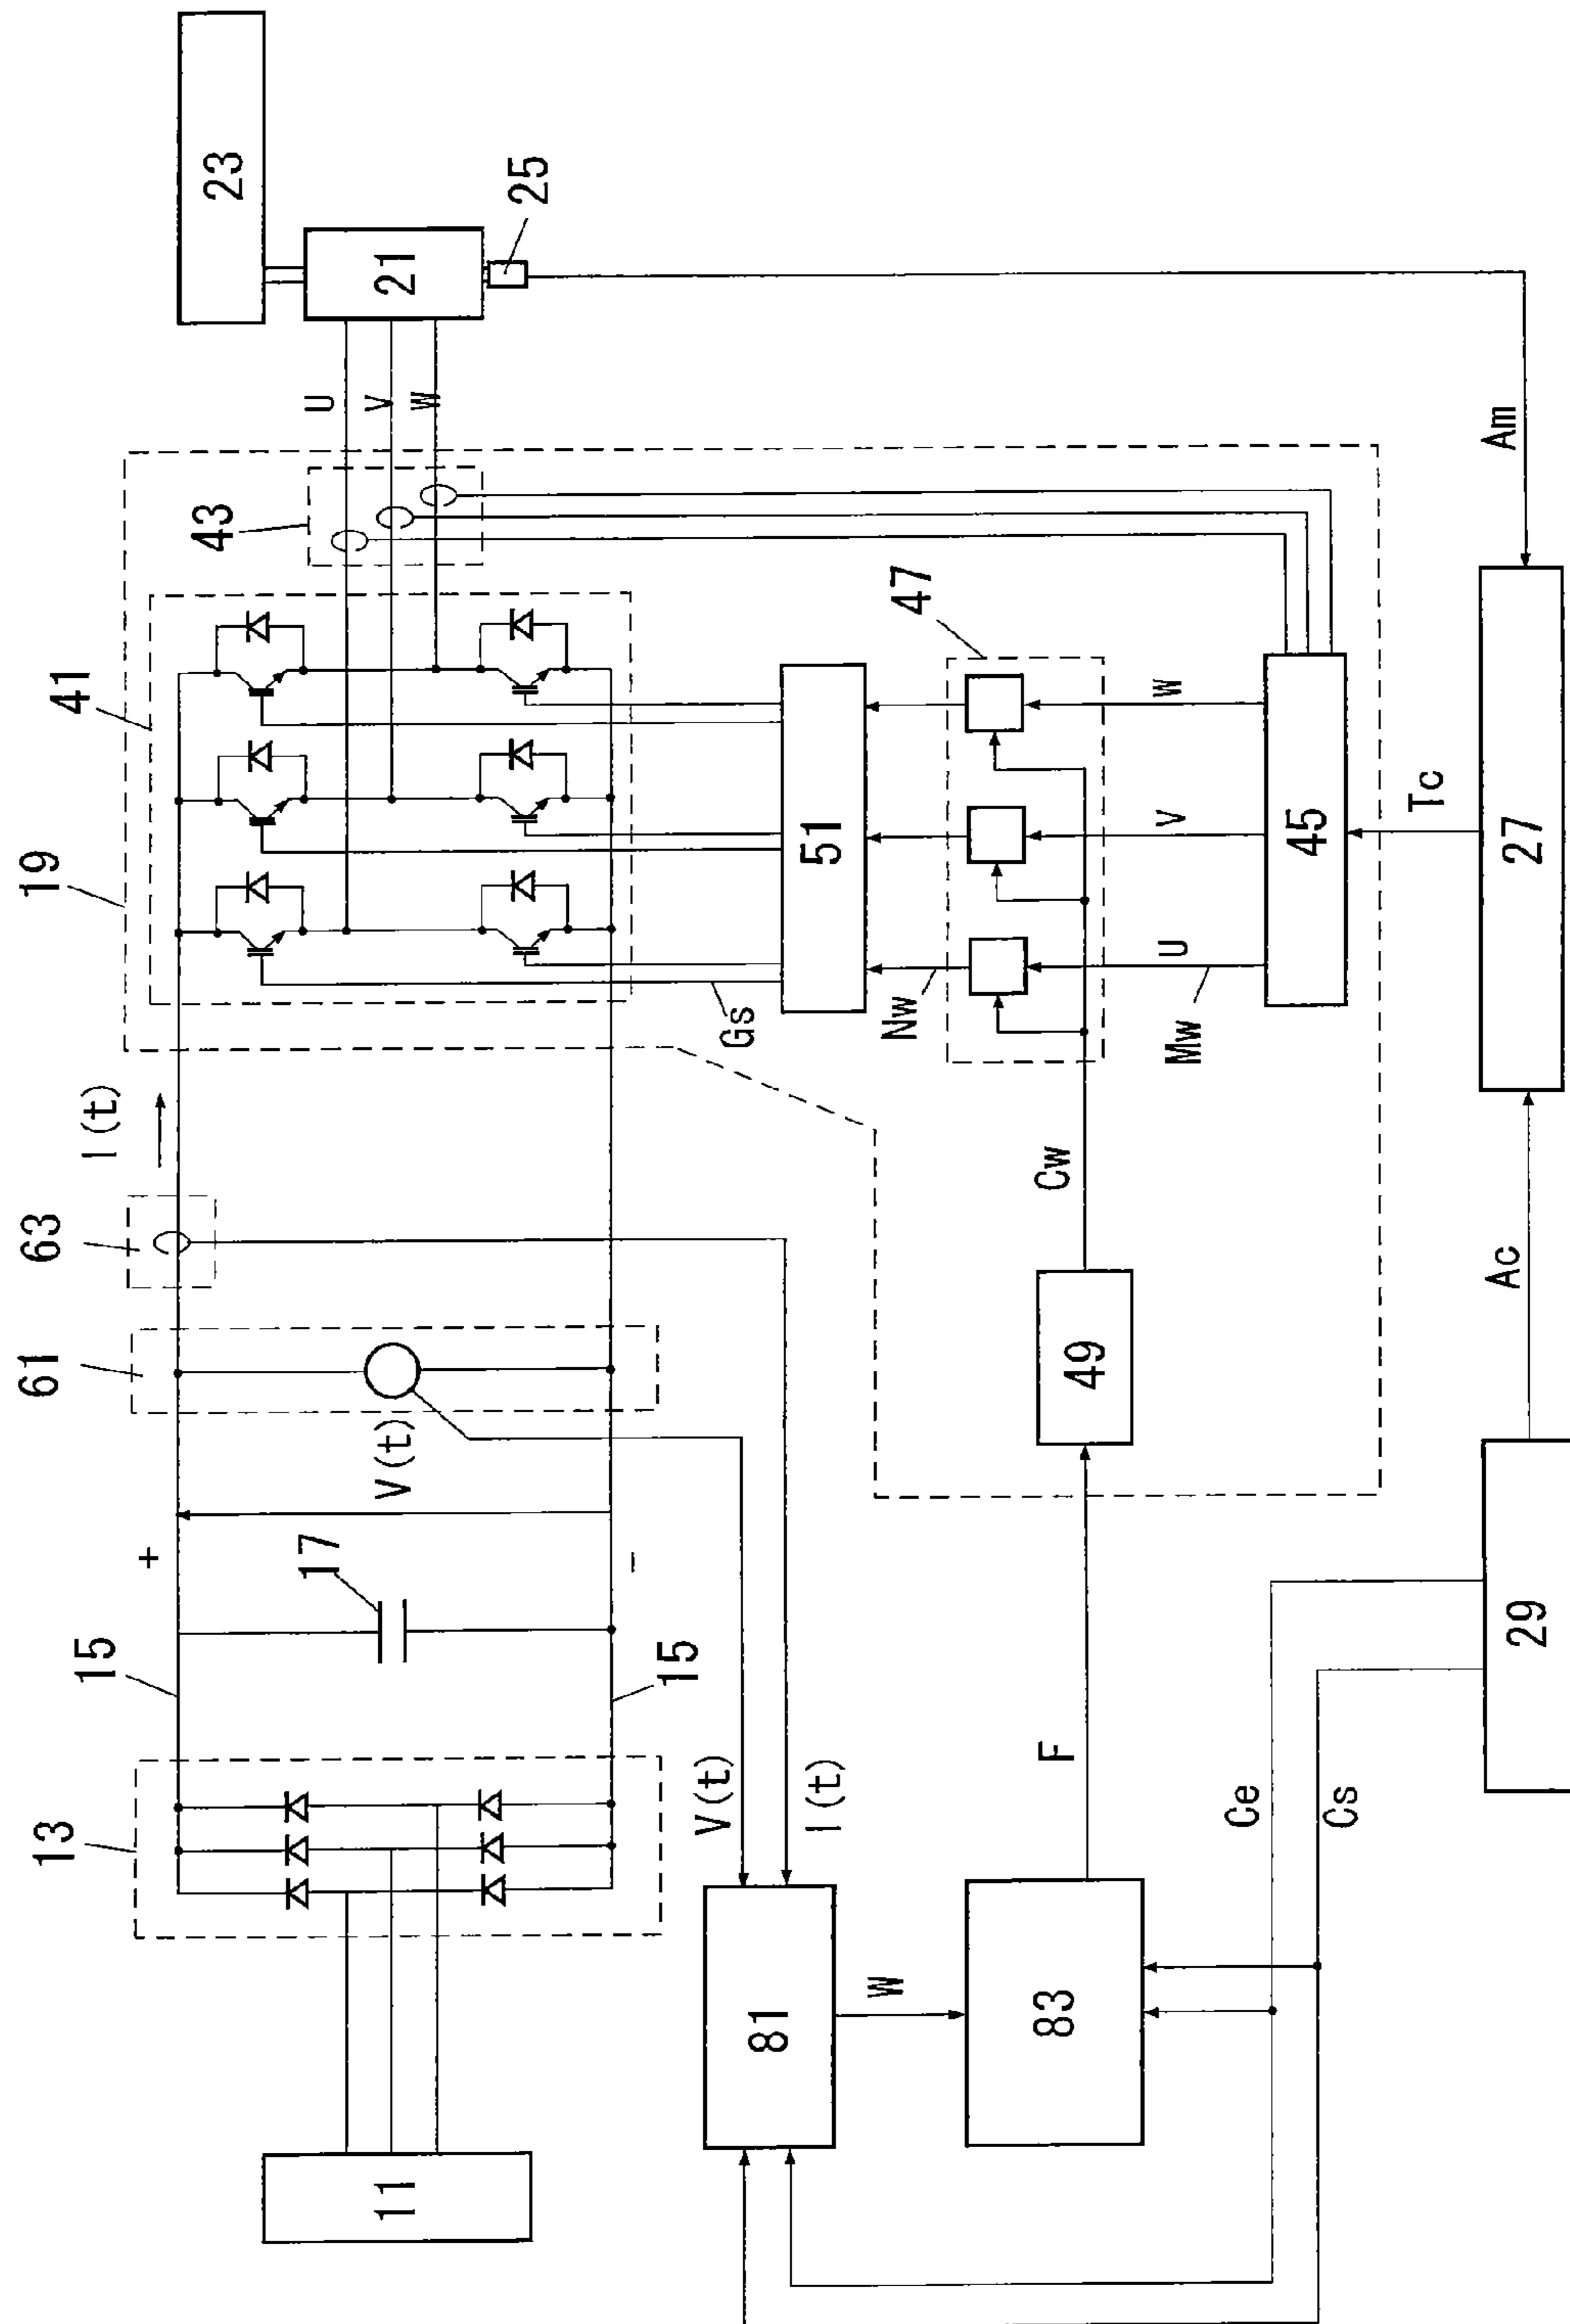 11
13
15
15
+
-
17
V(t)
61
63
I(t)
19
41
43
U
V
W
21
23
25
Gs
51
Nw
47
Mw
U
V
W
45
Tc
Am
27
Ac
Cw
49
F
V(t)
I(t)
81
W
83
Ce
Cs
29